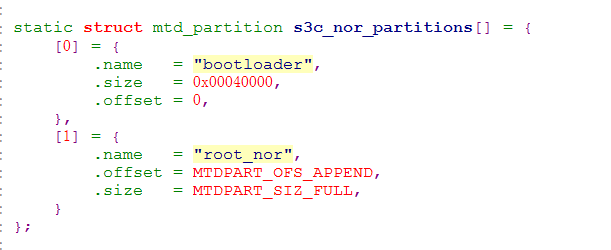 static struct mtd_partition s3c_nor_partitions[] = {
    [0] = {
        .name   = "bootloader",
        .size   = 0x00040000,
        .offset = 0,
    },
    [1] = {
        .name   = "root_nor",
        .offset = MTDPART_OFS_APPEND,
        .size   = MTDPART_SIZ_FULL,
    }
};